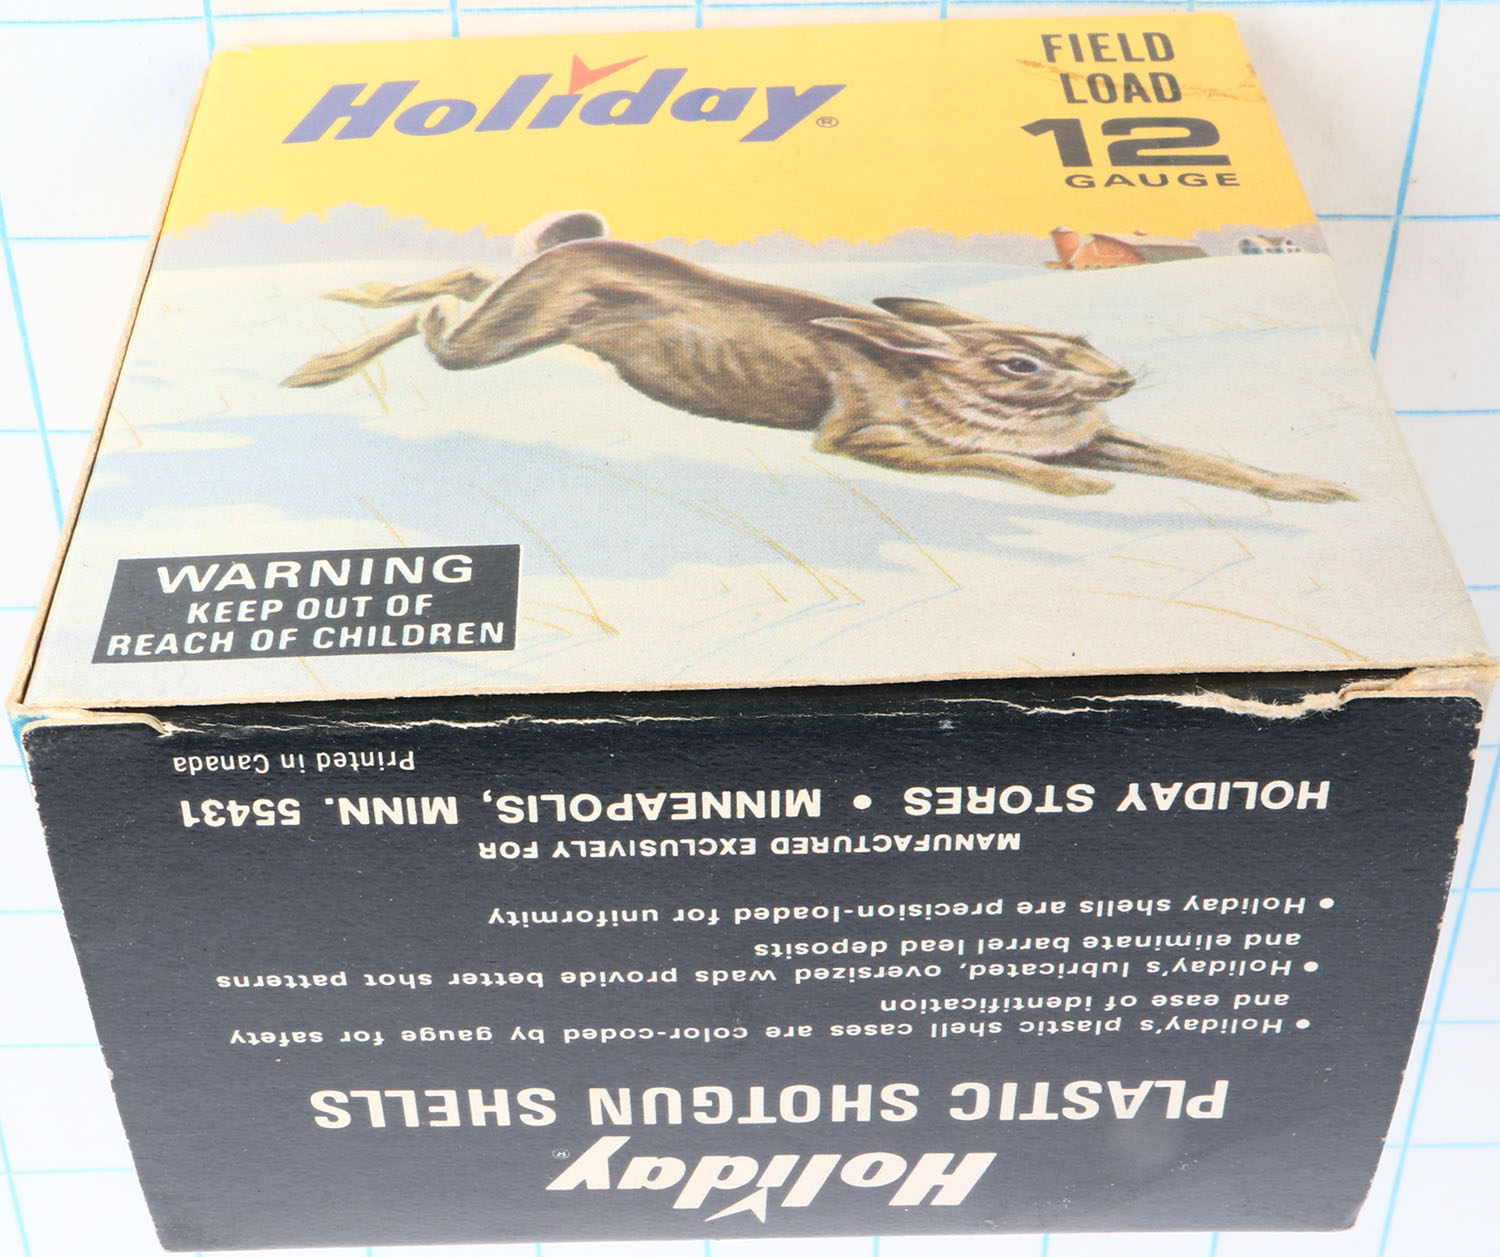 Holiday®
FIELD
LOAD
12
GAUGE
WARNING
KEEP OUT OF
REACH OF CHILDREN
Holiday®
PLASTIC SHOTGUN SHELLS
• Holiday's plastic shell cases are color-coded by gauge for safety
and ease of identification
• Holiday's lubricated, oversized wads provide better shot patterns
and eliminate barrel lead deposits
• Holiday shells are precision-loaded for uniformity
MANUFACTURED EXCLUSIVELY FOR
HOLIDAY STORES • MINNEAPOLIS, MINN. 55431
Printed in Canada